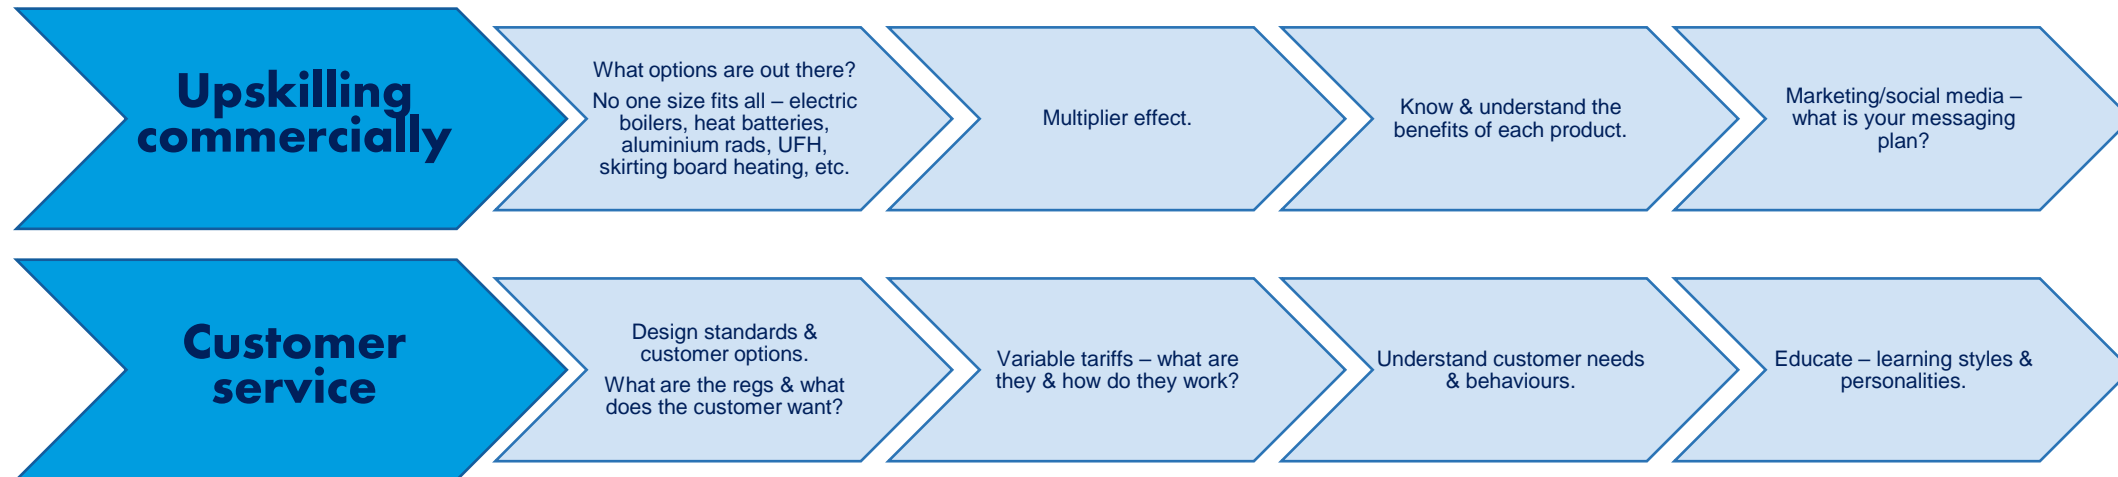 Upskilling
commercially
What options are out there?
No one size fits all – electric
boilers, heat batteries,
aluminium rads, UFH,
skirting board heating, etc.
Multiplier effect.
Know & understand the
benefits of each product.
Marketing/social media –
what is your messaging
plan?
Customer
service
Design standards &
customer options.
What are the regs & what
does the customer want?
Variable tariffs – what are
they & how do they work?
Understand customer needs
& behaviours.
Educate – learning styles &
personalities.